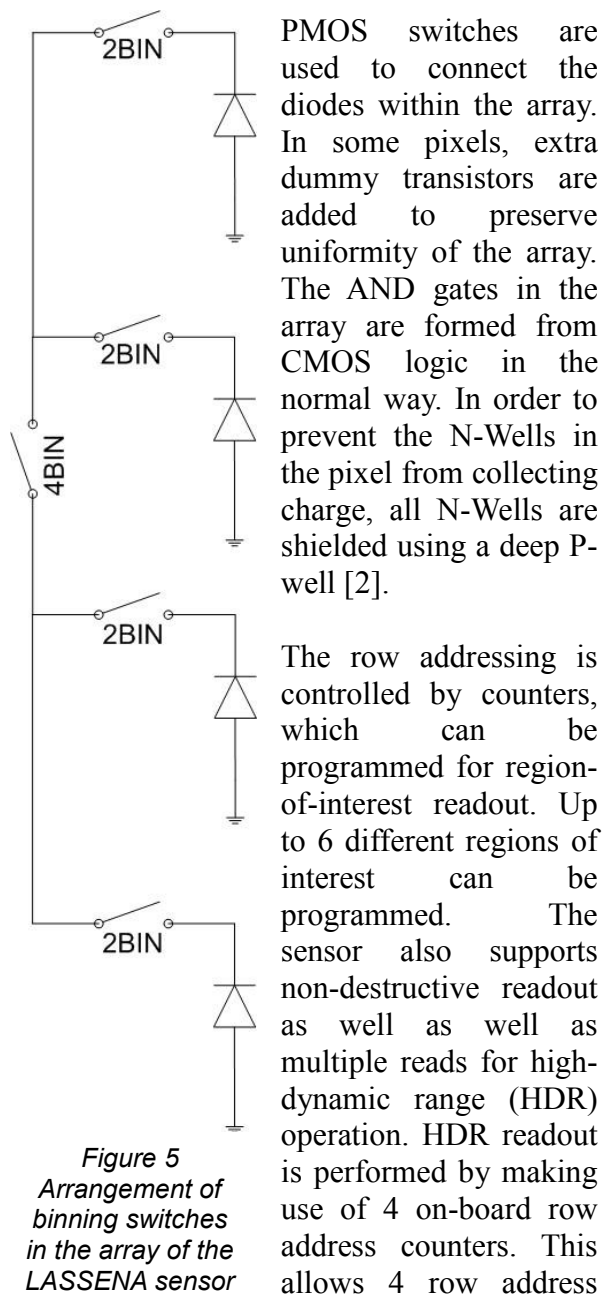 2BIN
2BIN
4BIN
2BIN
2BIN
Figure 5
Arrangement of
binning switches
in the array of the
LASSENA sensor
PMOS switches are
used to connect the
diodes within the array.
In some pixels, extra
dummy transistors are
added to preserve
uniformity of the array.
The AND gates in the
array are formed from
CMOS logic in the
normal way. In order to
prevent the N-Wells in
the pixel from collecting
charge, all N-Wells are
shielded using a deep P-
well [2].
The row addressing is
controlled by counters,
which can be
programmed for region-
of-interest readout. Up
to 6 different regions of
interest can be
programmed. The
sensor also supports
non-destructive readout
as well as well as
multiple reads for high-
dynamic range (HDR)
operation. HDR readout
is performed by making
use of 4 on-board row
address counters. This
allows 4 row address